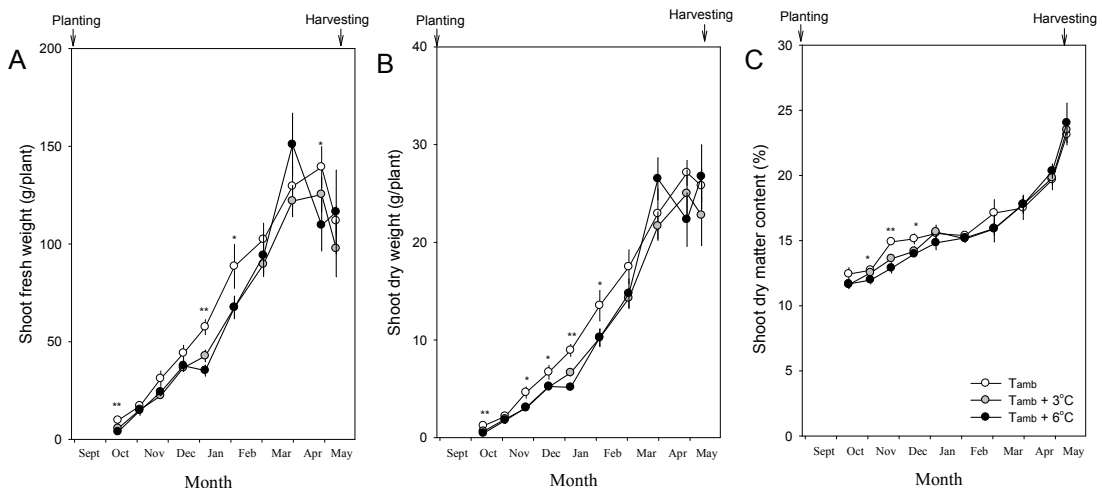 Planting
Harvesting
A
200
150
100
50
0
Shoot fresh weight (g/plant)
**
**
*
*
Sept Oct Nov Dec Jan Feb Mar Apr May
Month
Planting
Harvesting
B
40
30
20
10
0
Shoot dry weight (g/plant)
**
*
*
**
*
Sept Oct Nov Dec Jan Feb Mar Apr May
Month
Planting
Harvesting
C
30
25
20
15
10
5
0
Shoot dry matter content (%)
*
**
*
Tamb
Tamb + 3°C
Tamb + 6°C
Sept Oct Nov Dec Jan Feb Mar Apr May
Month